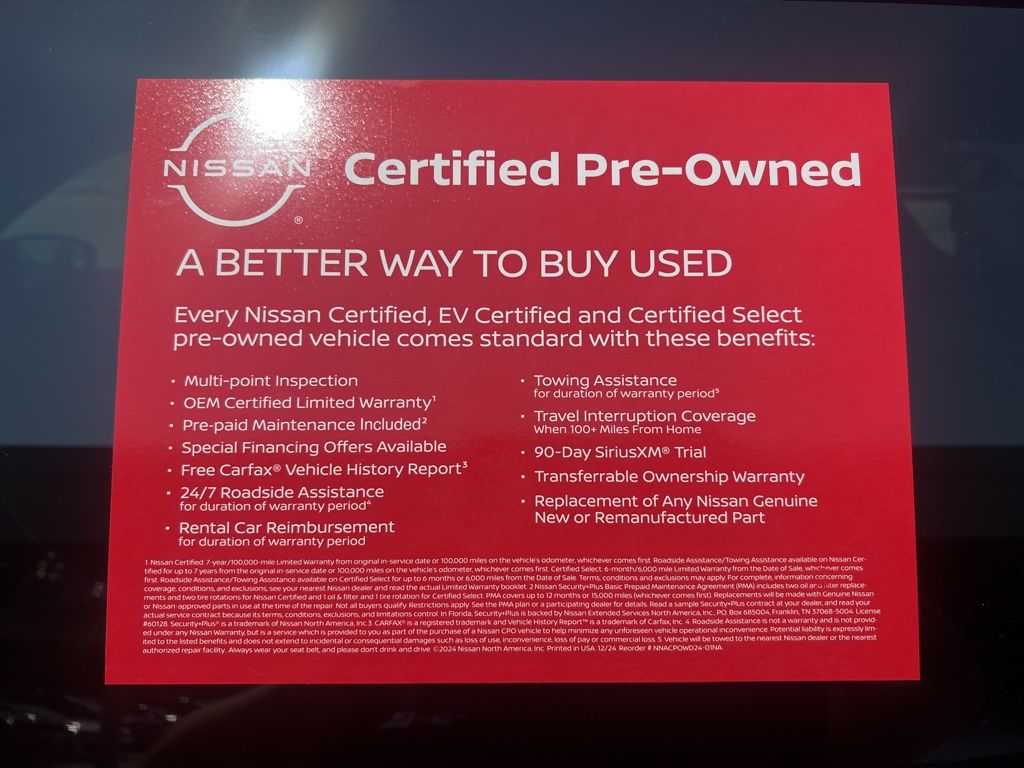 NISSAN
®
Certified Pre-Owned
A BETTER WAY TO BUY USED
Every Nissan Certified, EV Certified and Certified Select
pre-owned vehicle comes standard with these benefits:
· Multi-point Inspection
· OEM Certified Limited Warranty¹
· Pre-paid Maintenance Included²
· Special Financing Offers Available
· Free Carfax® Vehicle History Report³
· 24/7 Roadside Assistance
for duration of warranty period⁴
· Rental Car Reimbursement
for duration of warranty period
· Towing Assistance
for duration of warranty period⁵
· Travel Interruption Coverage
When 100+ Miles From Home
· 90-Day SiriusXM® Trial
· Transferrable Ownership Warranty
· Replacement of Any Nissan Genuine
New or Remanufactured Part
1. Nissan Certified: 7-year/100,000-mile Limited Warranty from original in-service date or 100,000 miles on the vehicle's odometer, whichever comes first. Roadside Assistance/Towing Assistance available on Nissan Cer-
tified for up to 7 years from the original in-service date or 100,000 miles on the vehicle's odometer, whichever comes first. Certified Select: 6-month/6,000 mile Limited Warranty from the Date of Sale, whichever comes
first. Roadside Assistance/Towing Assistance available on Certified Select for up to 6 months or 6,000 miles from the Date of Sale. Terms, conditions and exclusions may apply. For complete, information concerning
coverage, conditions, and exclusions, see your nearest Nissan dealer and read the actual Limited Warranty booklet. 2. Nissan Security+Plus Basic Prepaid Maintenance Agreement (PMA) includes two oil and filter replace-
ments and two tire rotations for Nissan Certified and 1 oil & filter and 1 tire rotation for Certified Select. PMA covers up to 12 months or 15,000 miles (whichever comes first). Replacements will be made with Genuine Nissan
or Nissan-approved parts in use at the time of the repair. Not all buyers qualify. Restrictions apply. See the PMA plan or a participating dealer for details. Read a sample Security+Plus contract at your dealer, and read your
actual service contract because its terms, conditions, exclusions, and limitations control. In Florida, Security+Plus is backed by Nissan Extended Services North America, Inc., P.O. Box 685004, Franklin, TN 37068-5004. License
#60128. Security+Plus® is a trademark of Nissan North America, Inc. 3. CARFAX® is a registered trademark and Vehicle History Report™ is a trademark of Carfax, Inc. 4. Roadside Assistance is not a warranty and is not provid-
ed under any Nissan Warranty, but is a service which is provided to you as part of the purchase of a Nissan CPO vehicle to help minimize any unforeseen vehicle operational inconvenience. Potential liability is expressly lim-
ited to the listed benefits and does not extend to incidental or consequential damages such as loss of use, inconvenience, loss of pay or commercial loss. 5. Vehicle will be towed to the nearest Nissan dealer or the nearest
authorized repair facility. Always wear your seat belt, and please don't drink and drive. ©2024 Nissan North America, Inc. Printed in USA. 12/24. Reorder # NNACPOWD24-01NA